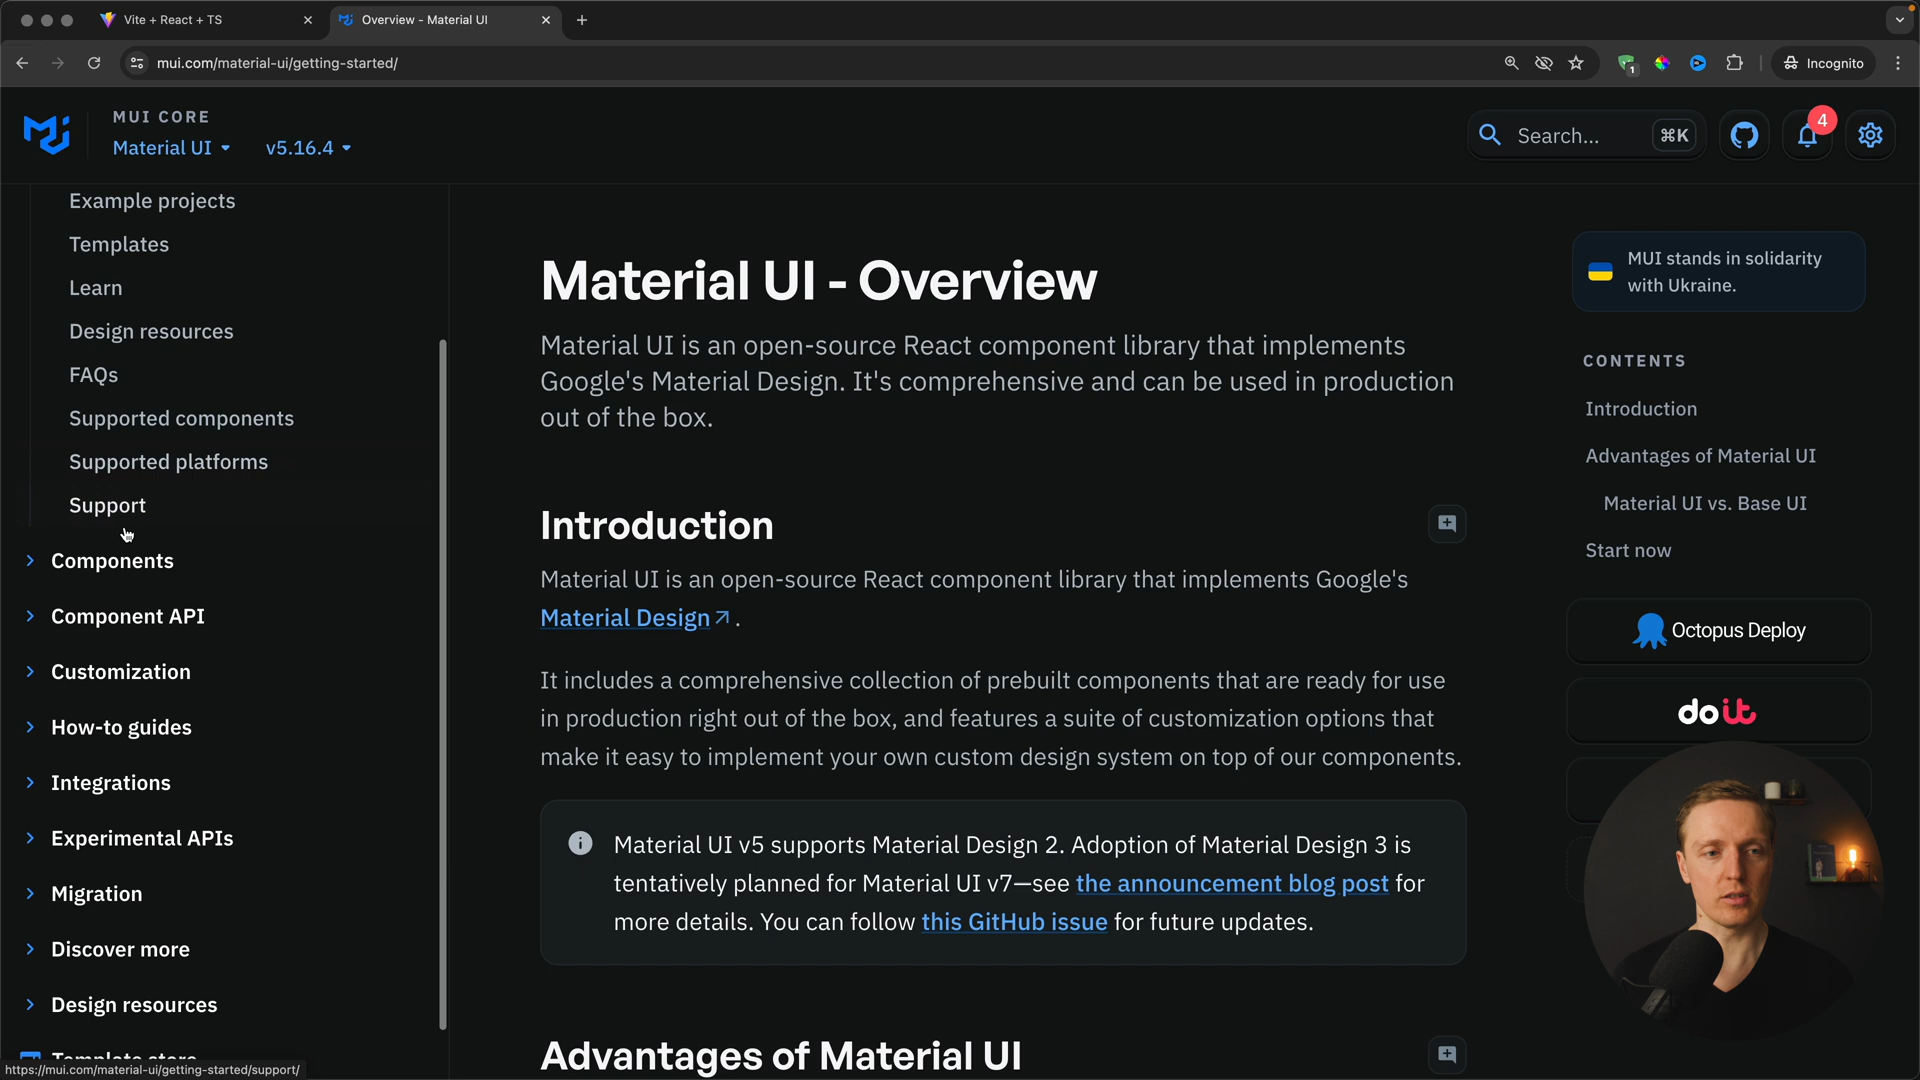 Vite + React + TS
Overview - Material UI
mui.com/material-ui/getting-started/
1
Incognito
MUI CORE
Material UI
v5.16.4
Search...
⌘K
4
Example projects
Templates
Learn
Design resources
FAQs
Supported components
Supported platforms
Support
Components
Component API
Customization
How-to guides
Integrations
Experimental APIs
Migration
Discover more
Design resources
Template store
https://mui.com/material-ui/getting-started/support/
Material UI - Overview
Material UI is an open-source React component library that implements
Google's Material Design. It's comprehensive and can be used in production
out of the box.
Introduction
Material UI is an open-source React component library that implements Google's
Material Design.
It includes a comprehensive collection of prebuilt components that are ready for use
in production right out of the box, and features a suite of customization options that
make it easy to implement your own custom design system on top of our components.
Material UI v5 supports Material Design 2. Adoption of Material Design 3 is
tentatively planned for Material UI v7—see the announcement blog post for
more details. You can follow this GitHub issue for future updates.
Advantages of Material UI
MUI stands in solidarity
with Ukraine.
CONTENTS
Introduction
Advantages of Material UI
Material UI vs. Base UI
Start now
Octopus Deploy
doit